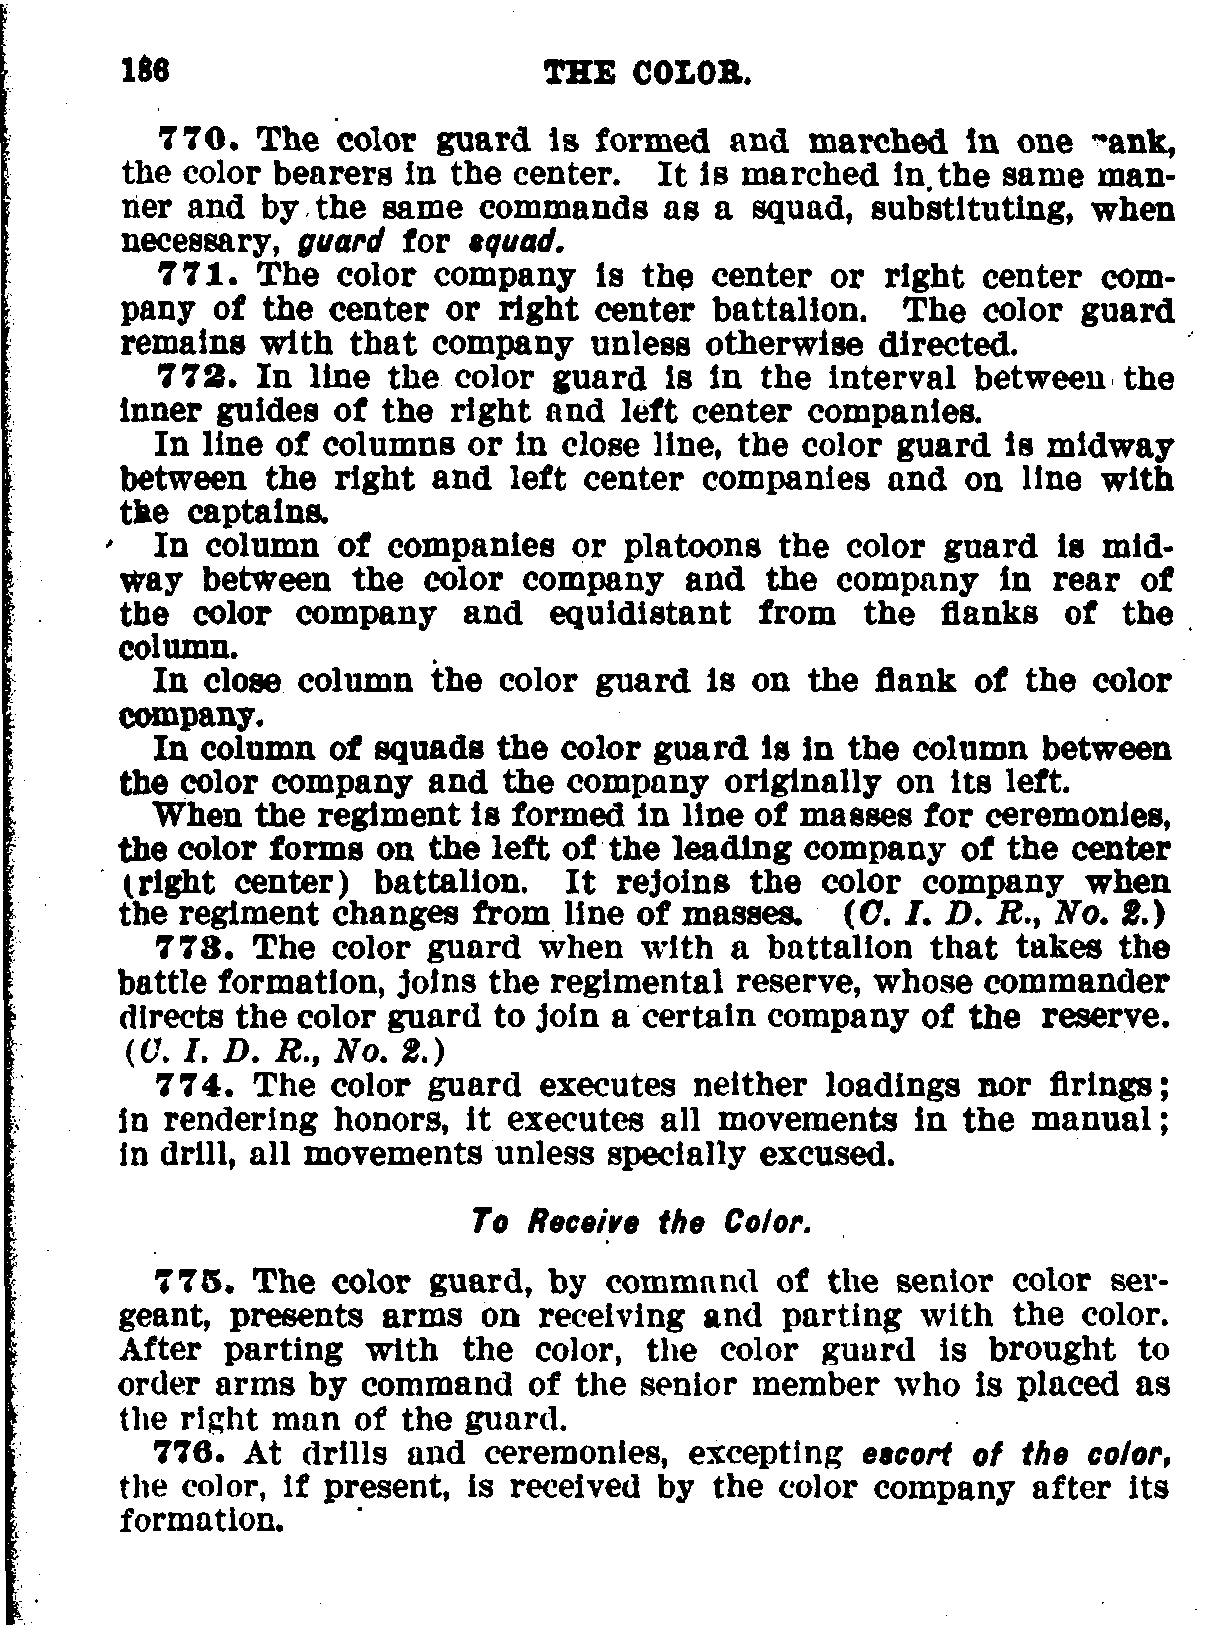 186 THE COLOR.
770. The color guard is formed and marched in one rank,
the color bearers in the center. It is marched in the same man-
ner and by the same commands as a squad, substituting, when
necessary, guard for squad.
771. The color company is the center or right center com-
pany of the center or right center battalion. The color guard
remains with that company unless otherwise directed.
772. In line the color guard is in the interval between the
inner guides of the right and left center companies.
In line of columns or in close line, the color guard is midway
between the right and left center companies and on line with
the captains.
In column of companies or platoons the color guard is mid-
way between the color company and the company in rear of
the color company and equidistant from the flanks of the
column.
In close column the color guard is on the flank of the color
company.
In column of squads the color guard is in the column between
the color company and the company originally on its left.
When the regiment is formed in line of masses for ceremonies,
the color forms on the left of the leading company of the center
(right center) battalion. It rejoins the color company when
the regiment changes from line of masses. (C. I. D. R., No. 2.)
773. The color guard when with a battalion that takes the
battle formation, joins the regimental reserve, whose commander
directs the color guard to join a certain company of the reserve.
(C. I. D. R., No. 2.)
774. The color guard executes neither loadings nor firings;
in rendering honors, it executes all movements in the manual;
in drill, all movements unless specially excused.
To Receive the Color.
775. The color guard, by command of the senior color ser-
geant, presents arms on receiving and parting with the color.
After parting with the color, the color guard is brought to
order arms by command of the senior member who is placed as
the right man of the guard.
776. At drills and ceremonies, excepting escort of the color,
the color, if present, is received by the color company after its
formation.